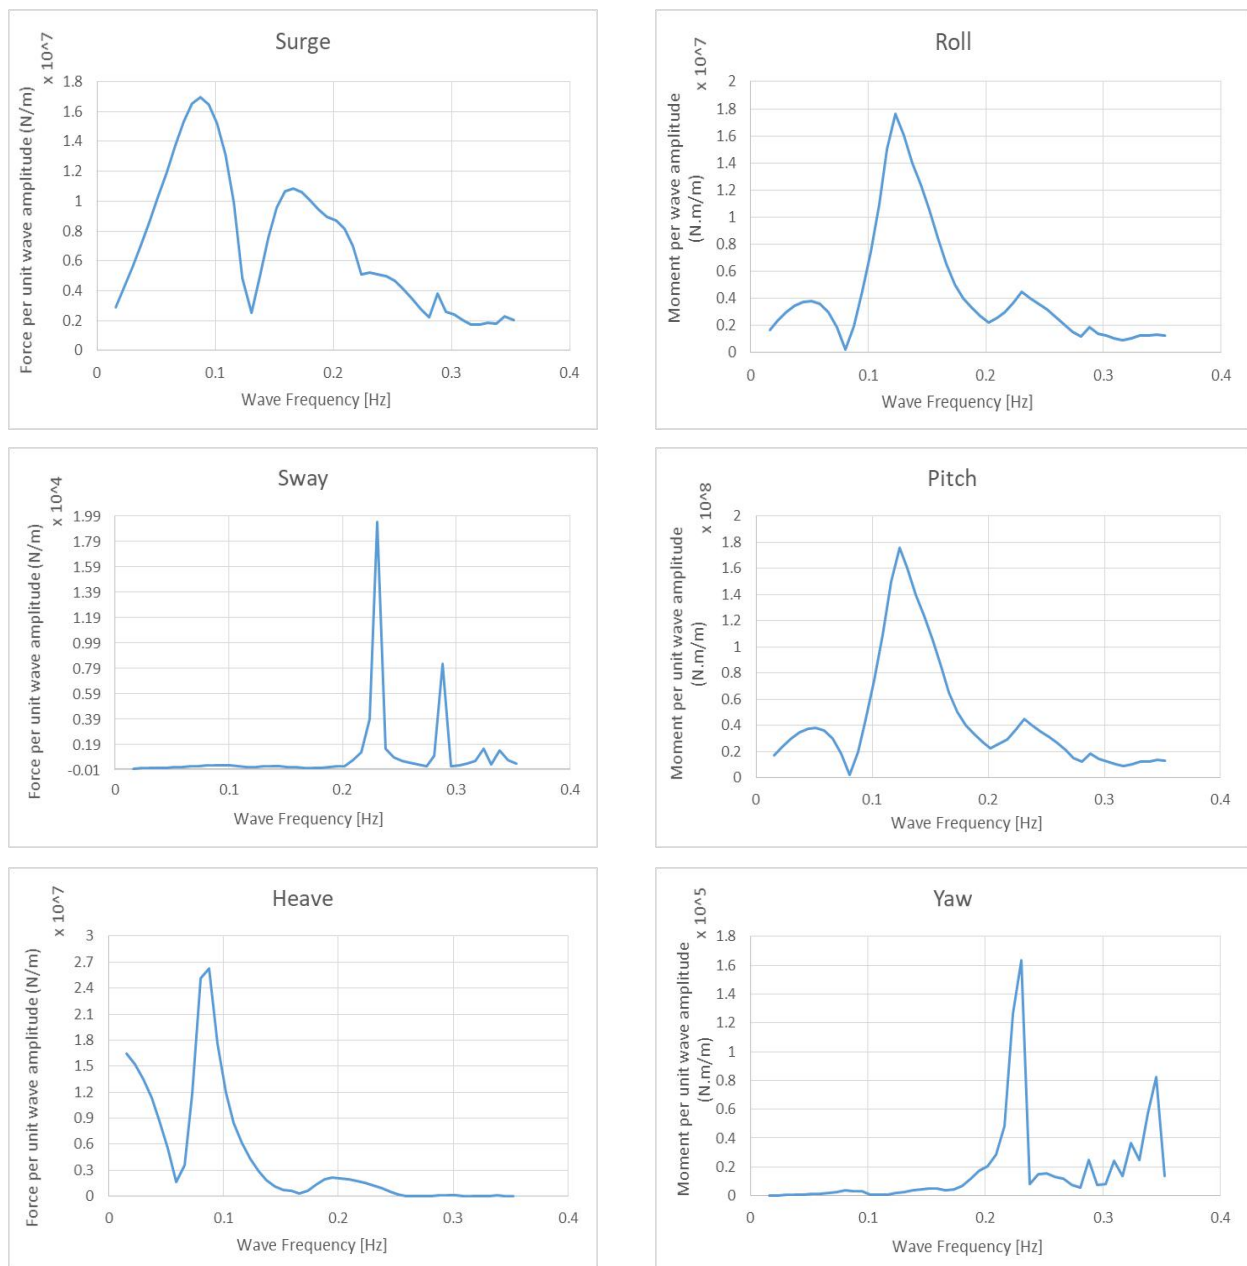 Surge
x 10^7
Force per unit wave amplitude (N/m)
1.8
1.6
1.4
1.2
1
0.8
0.6
0.4
0.2
0
0 0.1 0.2 0.3 0.4
Wave Frequency [Hz]
Roll
x 10^7
Moment per wave amplitude
(N.m/m)
2
1.8
1.6
1.4
1.2
1
0.8
0.6
0.4
0.2
0
0 0.1 0.2 0.3 0.4
Wave Frequency [Hz]
Sway
x 10^4
Force per unit wave amplitude (N/m)
1.99
1.79
1.59
1.39
1.19
0.99
0.79
0.59
0.39
0.19
-0.01
0 0.1 0.2 0.3 0.4
Wave Frequency [Hz]
Pitch
x 10^8
Moment per unit wave amplitude
(N.m/m)
2
1.8
1.6
1.4
1.2
1
0.8
0.6
0.4
0.2
0
0 0.1 0.2 0.3 0.4
Wave Frequency [Hz]
Heave
x 10^7
Force per unit wave amplitude (N/m)
3
2.7
2.4
2.1
1.8
1.5
1.2
0.9
0.6
0.3
0
0 0.1 0.2 0.3 0.4
Wave Frequency [Hz]
Yaw
x 10^5
Moment per unit wave amplitude
(N.m/m)
1.8
1.6
1.4
1.2
1
0.8
0.6
0.4
0.2
0
0 0.1 0.2 0.3 0.4
Wave Frequency [Hz]